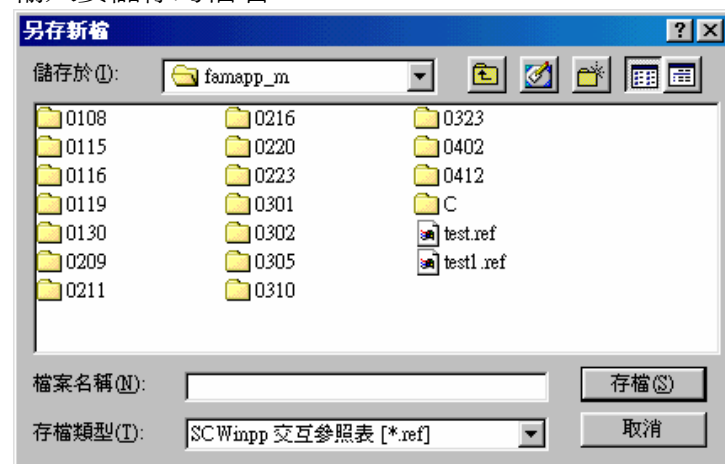 另存新檔
儲存於(I): famapp_m
0108 0216 0323
0115 0220 0402
0116 0223 0412
0119 0301 C
0130 0302 test.ref
0209 0305 test1.ref
0211 0310
檔案名稱(N): 存檔(S)
存檔類型(T): SCWinpp 交互參照表 [*.ref] 取消